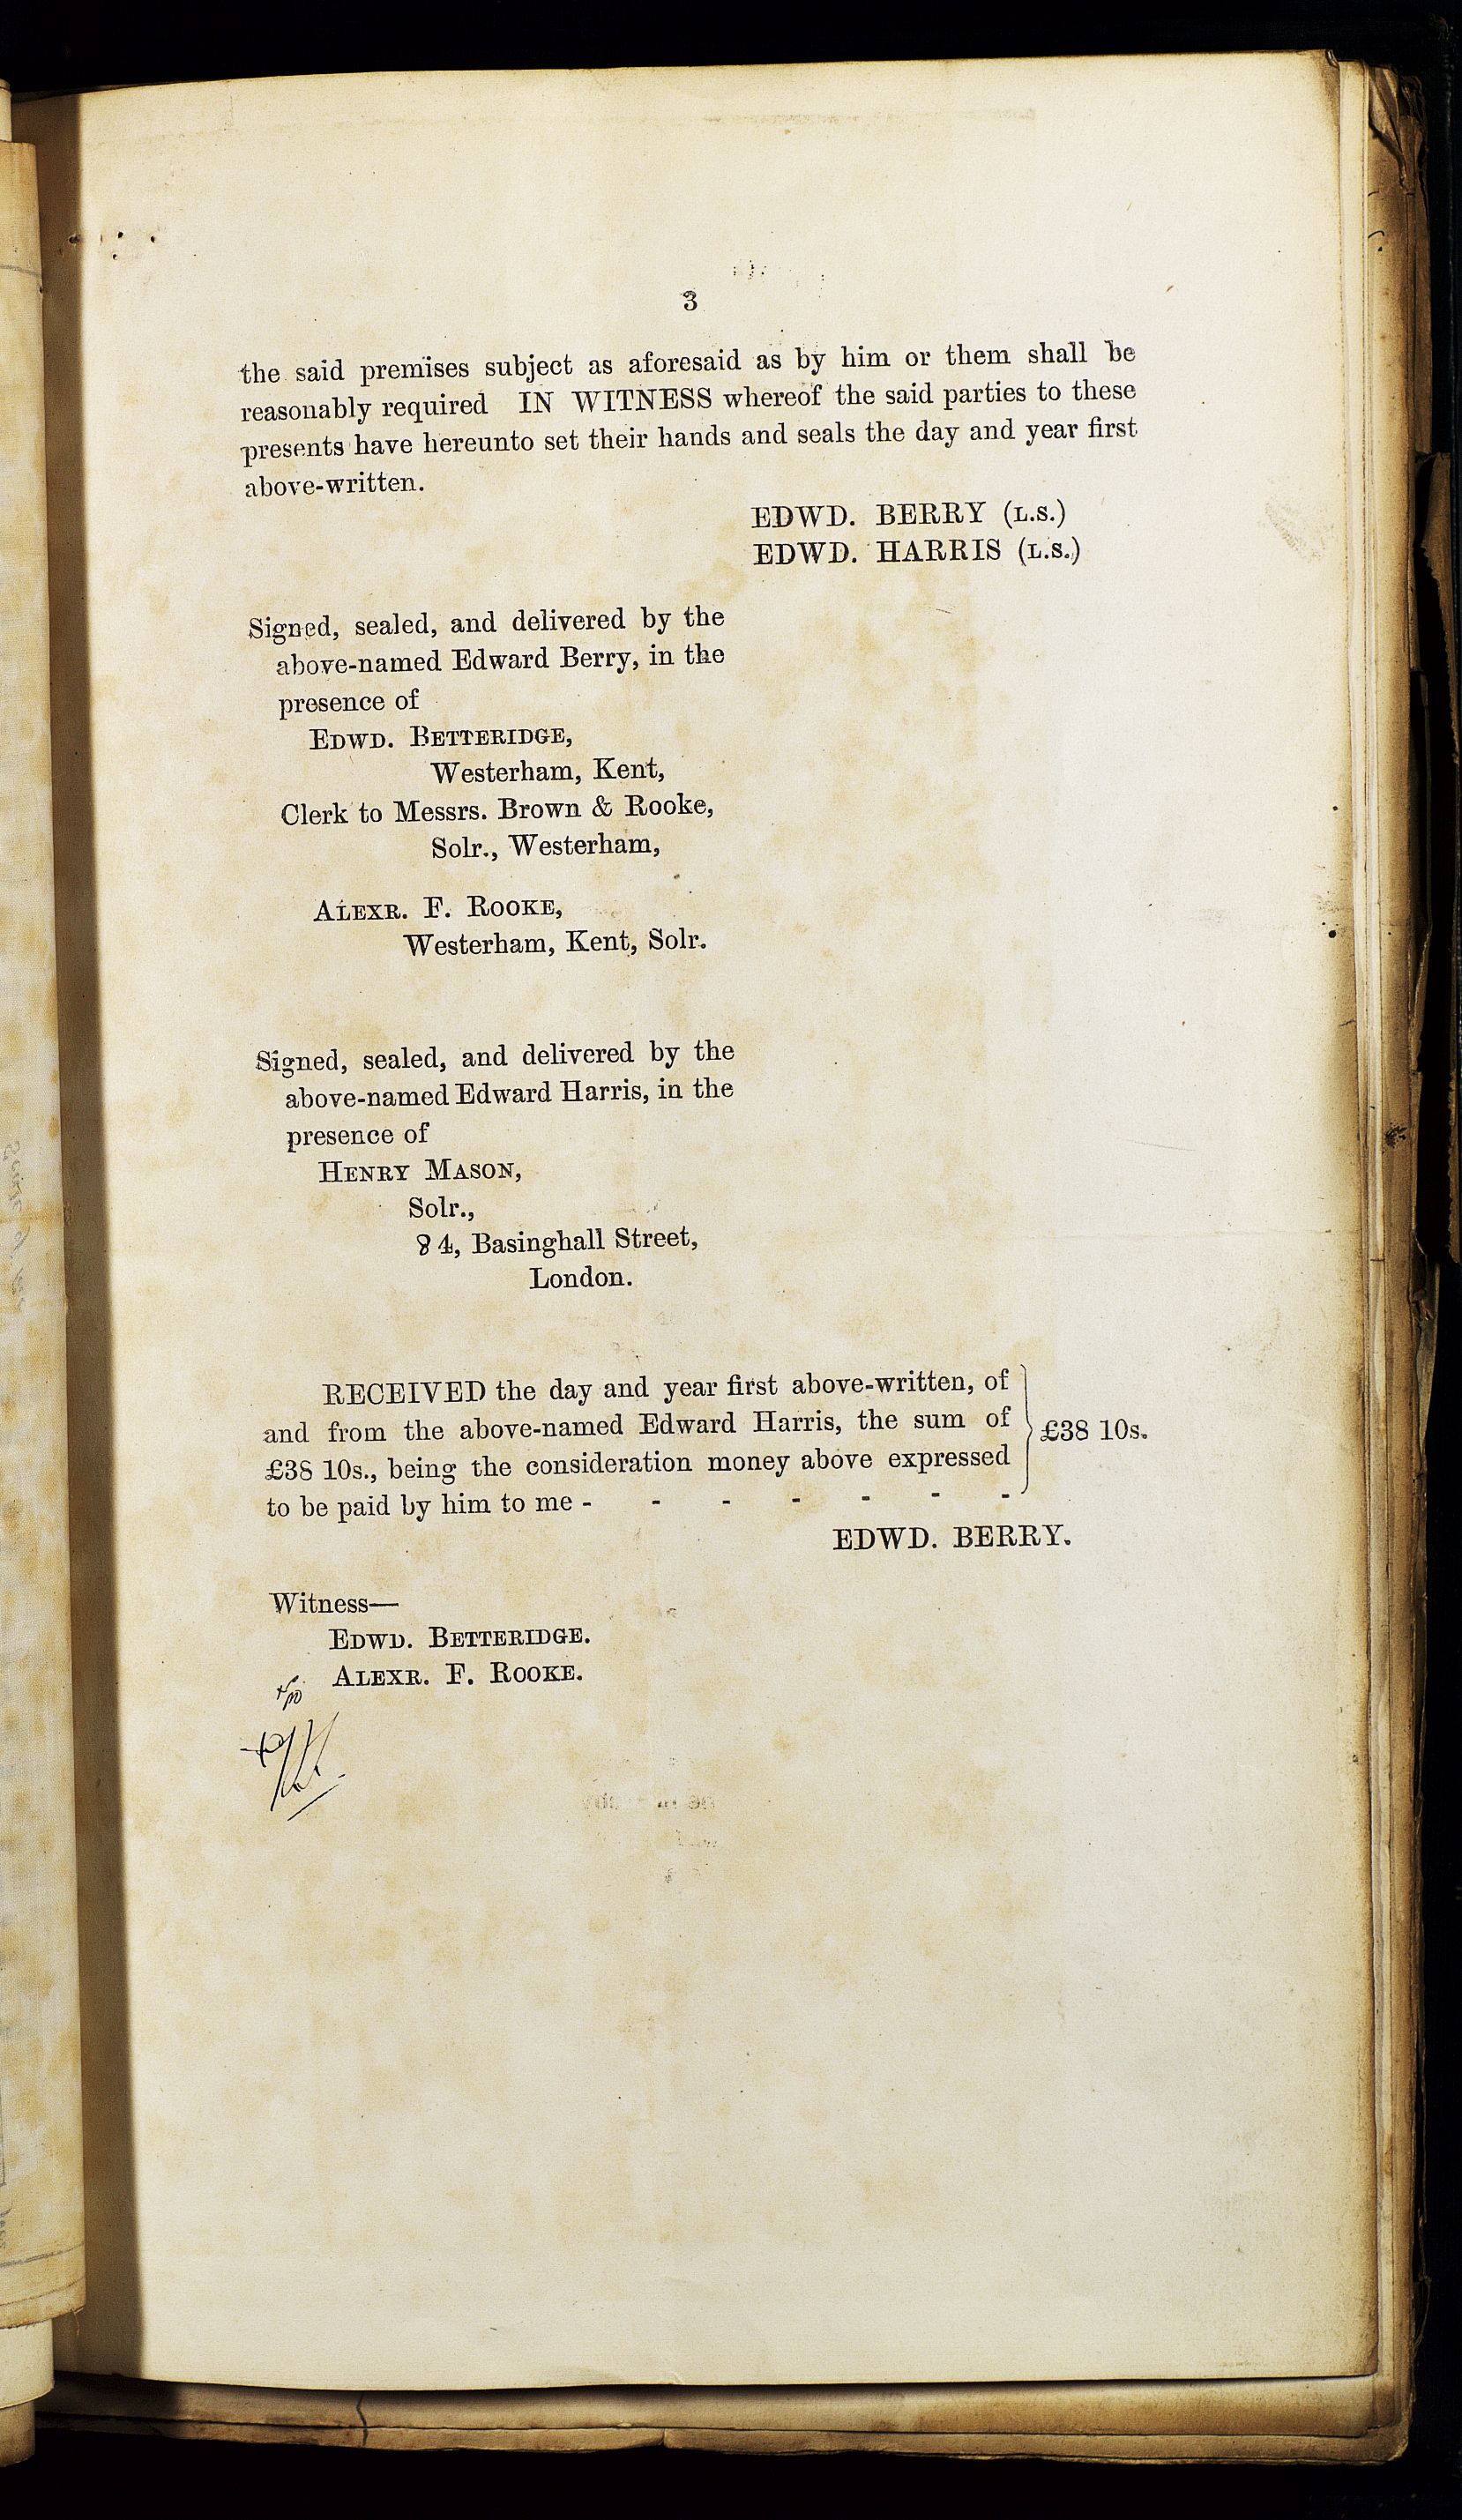 3
the said premises subject as aforesaid as by him or them shall be
reasonably required IN WITNESS whereof the said parties to these
presents have hereunto set their hands and seals the day and year first
above-written.
EDWD. BERRY (L.S.)
EDWD. HARRIS (L.S.)
Signed, sealed, and delivered by the
above-named Edward Berry, in the
presence of
EDWD. BETTERIDGE,
Westerham, Kent,
Clerk to Messrs. Brown & Rooke,
Solr., Westerham,
ALEXR. F. ROOKE,
Westerham, Kent, Solr.
Signed, sealed, and delivered by the
above-named Edward Harris, in the
presence of
HENRY MASON,
Solr.,
84, Basinghall Street,
London.
RECEIVED the day and year first above-written, of
and from the above-named Edward Harris, the sum of
£38 10s., being the consideration money above expressed
to be paid by him to me - - - - - - -
£38 10s.
EDWD. BERRY.
Witness—
EDWD. BETTERIDGE.
ALEXR. F. ROOKE.